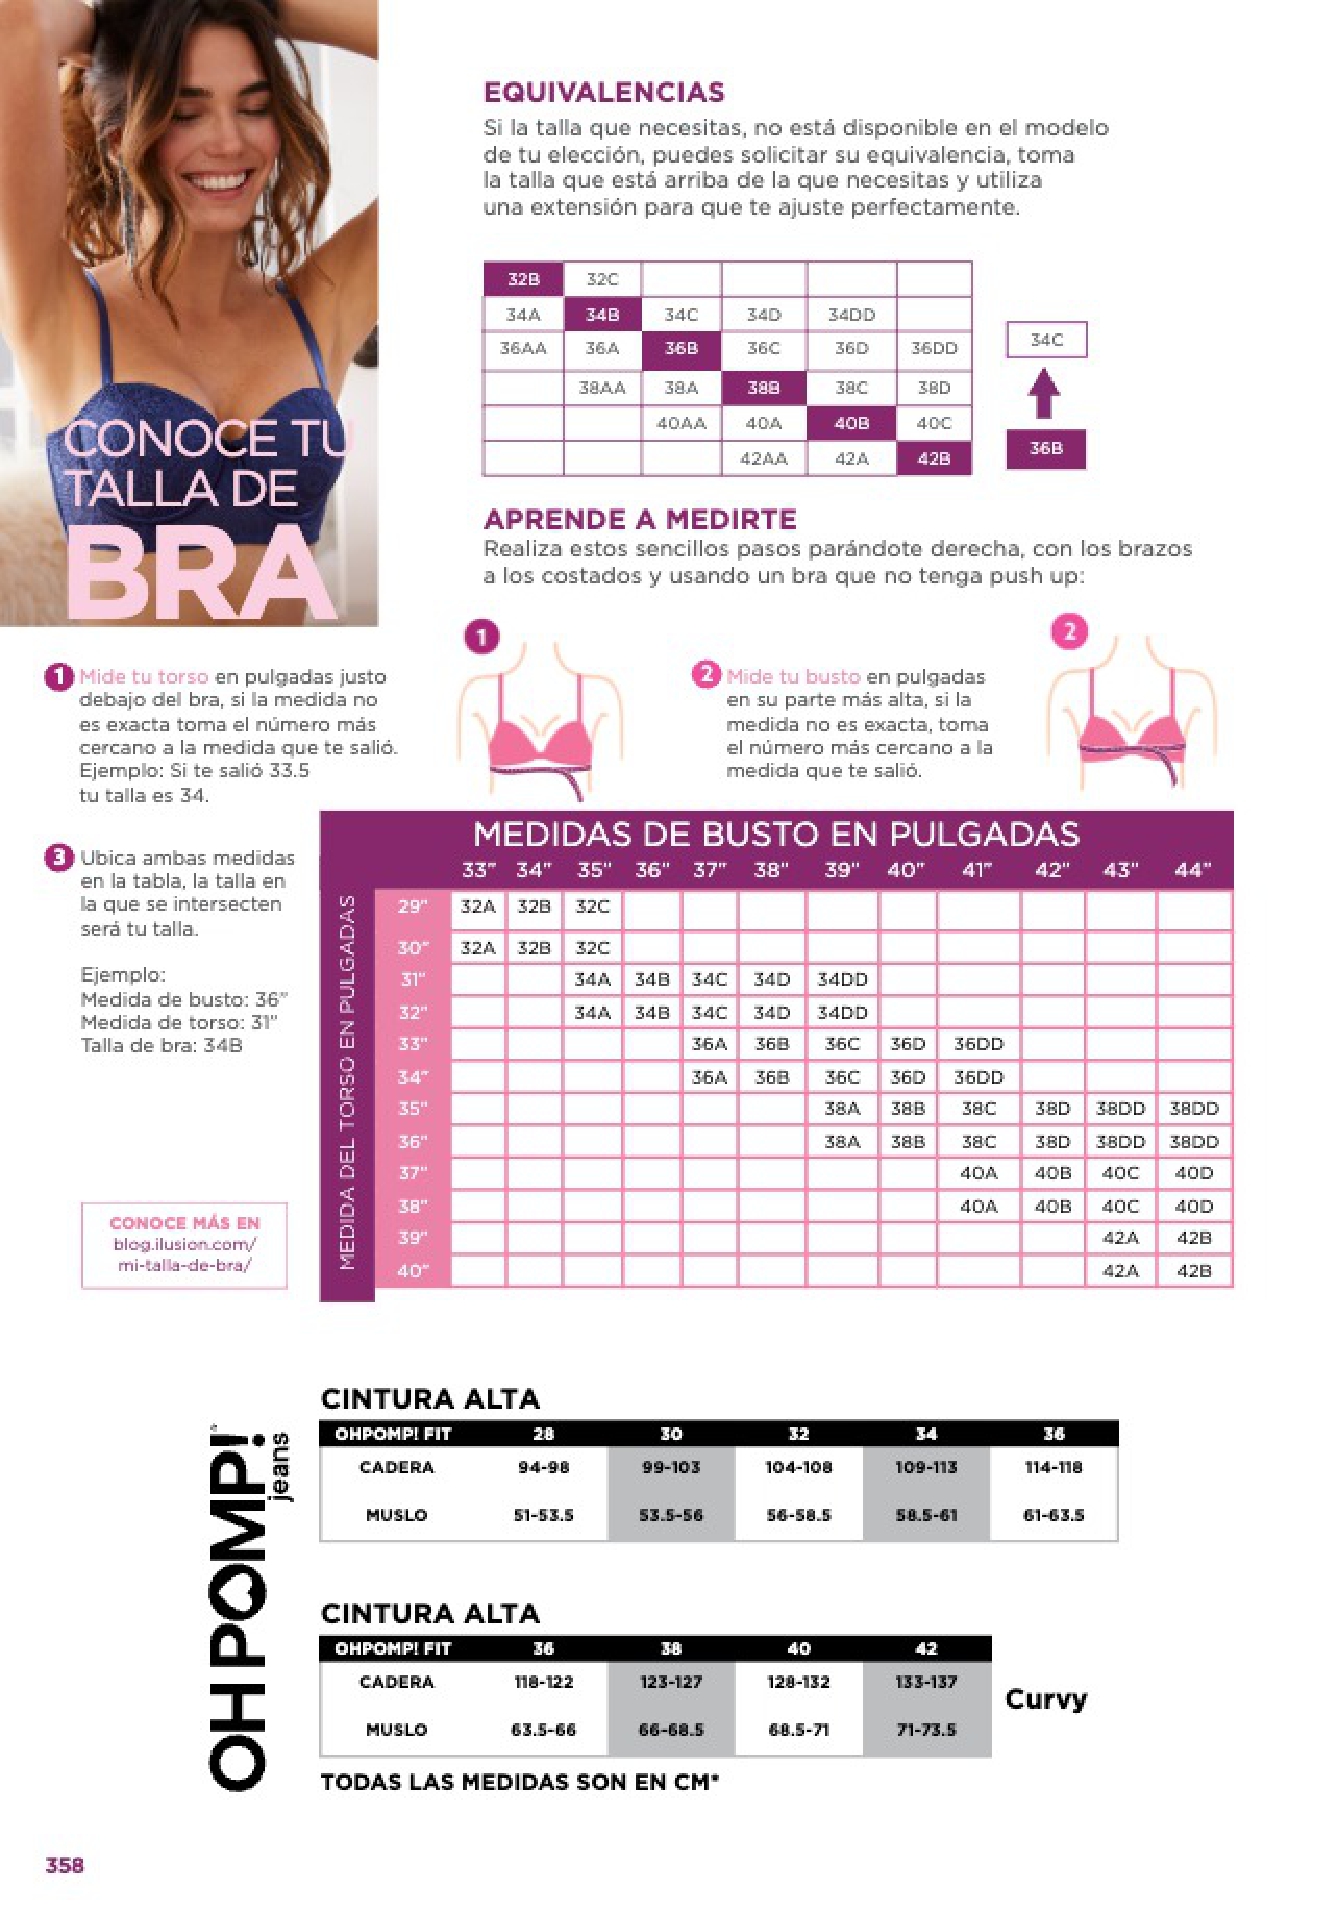 CONOCE TU
TALLA DE
BRA
EQUIVALENCIAS
Si la talla que necesitas, no está disponible en el modelo
de tu elección, puedes solicitar su equivalencia, toma
la talla que está arriba de la que necesitas y utiliza
una extensión para que te ajuste perfectamente.
32B 32C
34A 34B 34C 34D 34DD
36AA 36A 36B 36C 36D 36DD
38AA 38A 38B 38C 38D
40AA 40A 40B 40C
42AA 42A 42B
34C
36B
APRENDE A MEDIRTE
Realiza estos sencillos pasos parándote derecha, con los brazos
a los costados y usando un bra que no tenga push up:
1 Mide tu torso en pulgadas justo
debajo del bra, si la medida no
es exacta toma el número más
cercano a la medida que te salió.
Ejemplo: Si te salió 33.5
tu talla es 34.
1
2 Mide tu busto en pulgadas
en su parte más alta, si la
medida no es exacta, toma
el número más cercano a la
medida que te salió.
2
3 Ubica ambas medidas
en la tabla, la talla en
la que se intersecten
será tu talla.
Ejemplo:
Medida de busto: 36"
Medida de torso: 31"
Talla de bra: 34B
CONOCE MÁS EN
blog.ilusion.com/
mi-talla-de-bra/
MEDIDAS DE BUSTO EN PULGADAS
33" 34" 35" 36" 37" 38" 39" 40" 41" 42" 43" 44"
MEDIDA DEL TORSO EN PULGADAS
29" 32A 32B 32C
30" 32A 32B 32C
31" 34A 34B 34C 34D 34DD
32" 34A 34B 34C 34D 34DD
33" 36A 36B 36C 36D 36DD
34" 36A 36B 36C 36D 36DD
35" 38A 38B 38C 38D 38DD 38DD
36" 38A 38B 38C 38D 38DD 38DD
37" 40A 40B 40C 40D
38" 40A 40B 40C 40D
39" 42A 42B
40" 42A 42B
OH POMP!
jeans
CINTURA ALTA
OHPOMP! FIT 28 30 32 34 36
CADERA 94-98 99-103 104-108 109-113 114-118
MUSLO 51-53.5 53.5-56 56-58.5 58.5-61 61-63.5
CINTURA ALTA
OHPOMP! FIT 36 38 40 42
CADERA 118-122 123-127 128-132 133-137
MUSLO 63.5-66 66-68.5 68.5-71 71-73.5
Curvy
TODAS LAS MEDIDAS SON EN CM*
358